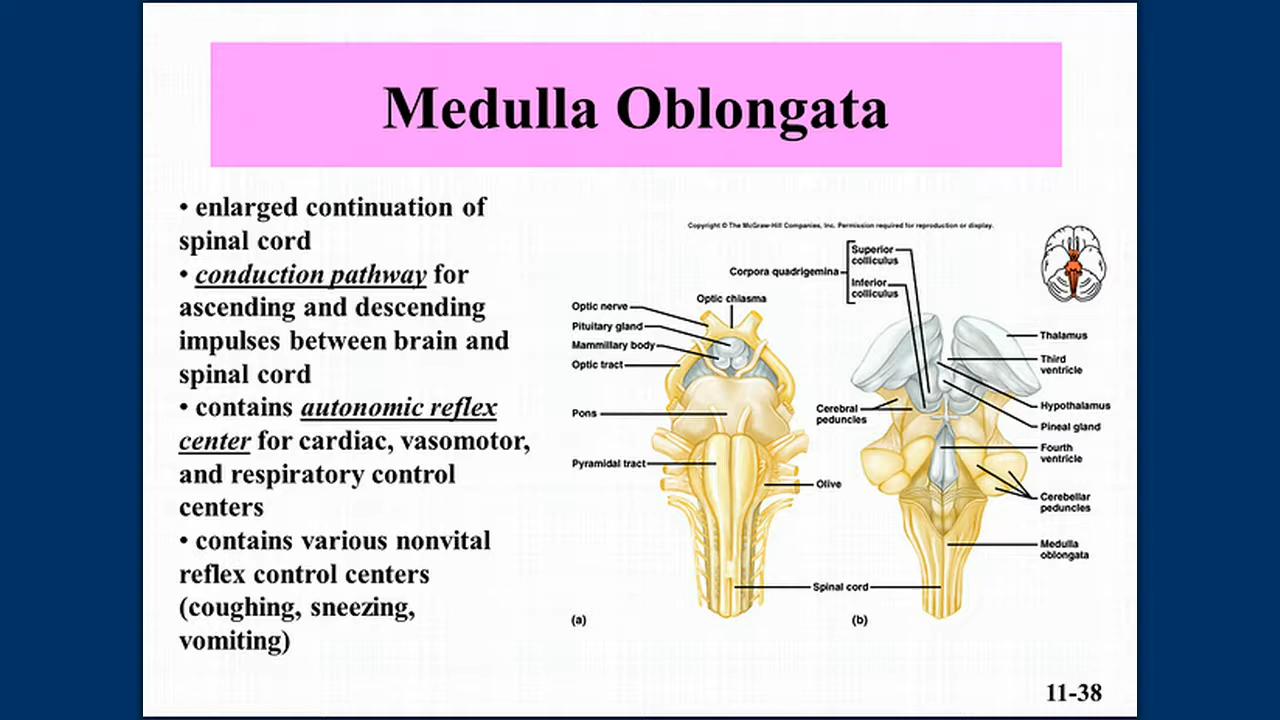 Medulla Oblongata
• enlarged continuation of
spinal cord
• conduction pathway for
ascending and descending
impulses between brain and
spinal cord
• contains autonomic reflex
center for cardiac, vasomotor,
and respiratory control
centers
• contains various nonvital
reflex control centers
(coughing, sneezing,
vomiting)
Copyright © The McGraw-Hill Companies, Inc. Permission required for reproduction or display.
Optic nerve
Pituitary gland
Mammillary body
Optic tract
Pons
Pyramidal tract
Optic chiasma
Olive
Spinal cord
(a)
Corpora quadrigemina
Superior
colliculus
Inferior
colliculus
Cerebral
peduncles
Thalamus
Third
ventricle
Hypothalamus
Pineal gland
Fourth
ventricle
Cerebellar
peduncles
Medulla
oblongata
(b)
11-38